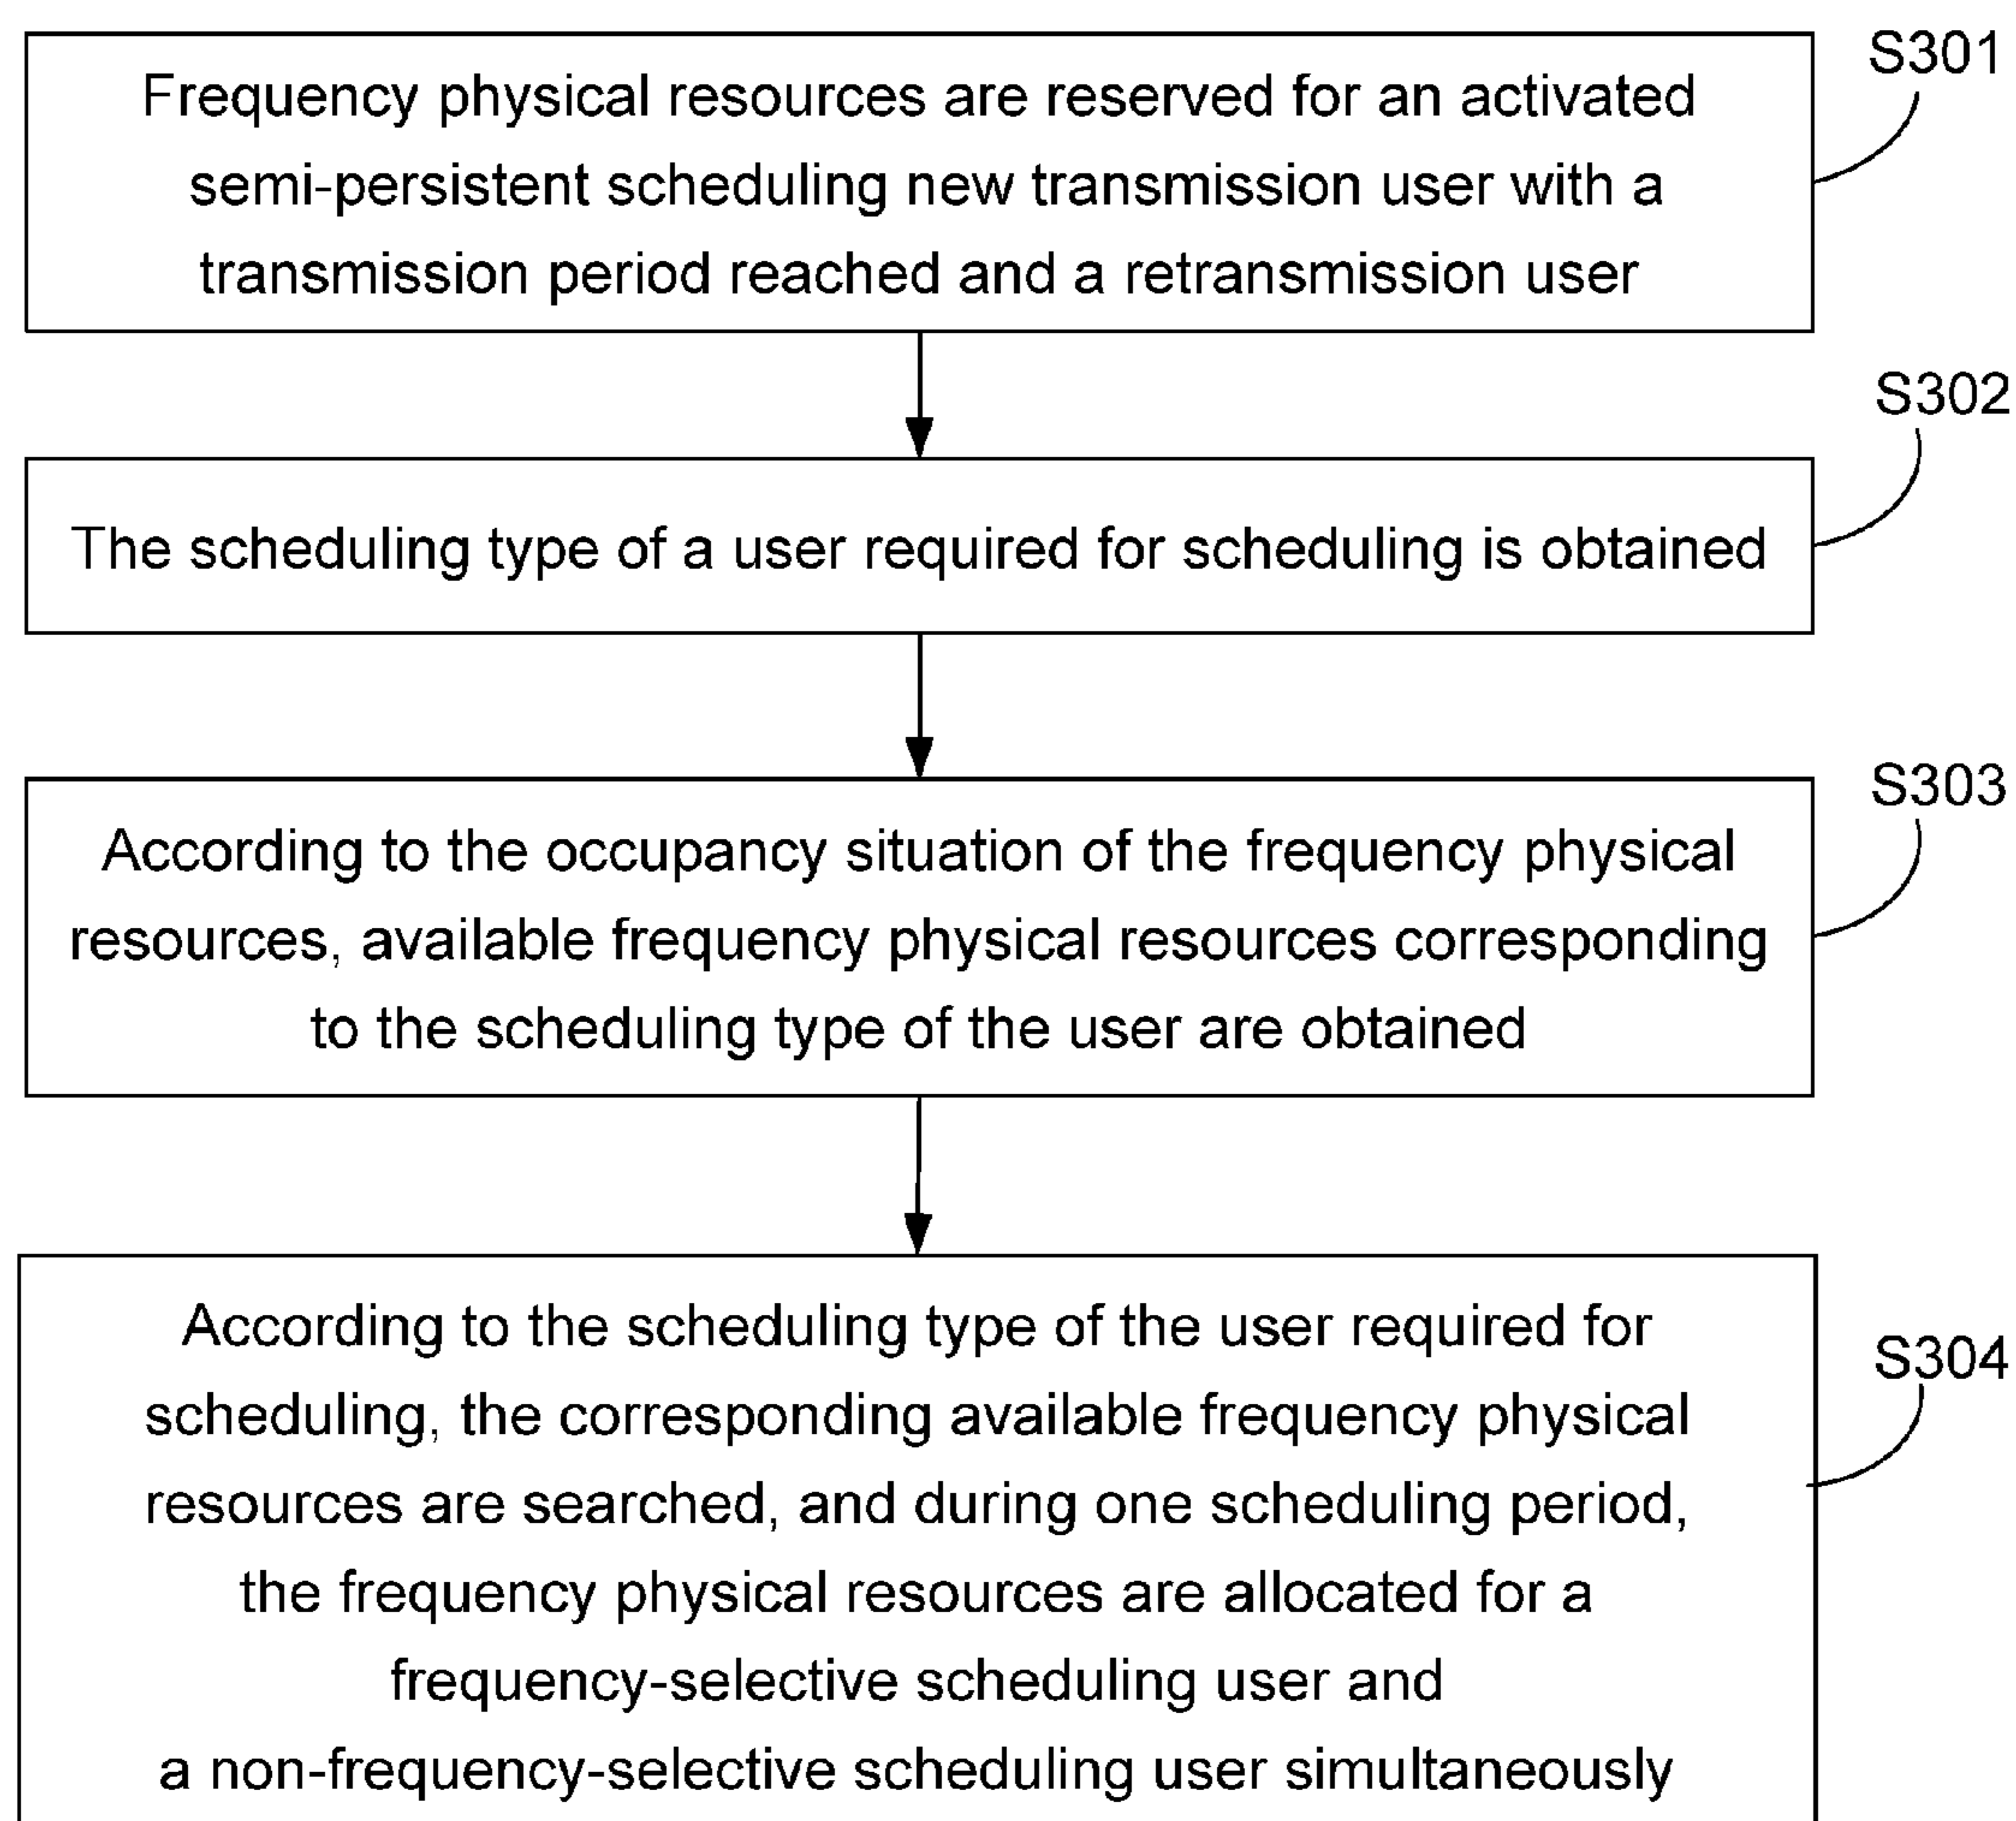 S301
Frequency physical resources are reserved for an activated
semi-persistent scheduling new transmission user with a
transmission period reached and a retransmission user
S302
The scheduling type of a user required for scheduling is obtained
S303
According to the occupancy situation of the frequency physical
resources, available frequency physical resources corresponding
to the scheduling type of the user are obtained
S304
According to the scheduling type of the user required for
scheduling, the corresponding available frequency physical
resources are searched, and during one scheduling period,
the frequency physical resources are allocated for a
frequency-selective scheduling user and
a non-frequency-selective scheduling user simultaneously